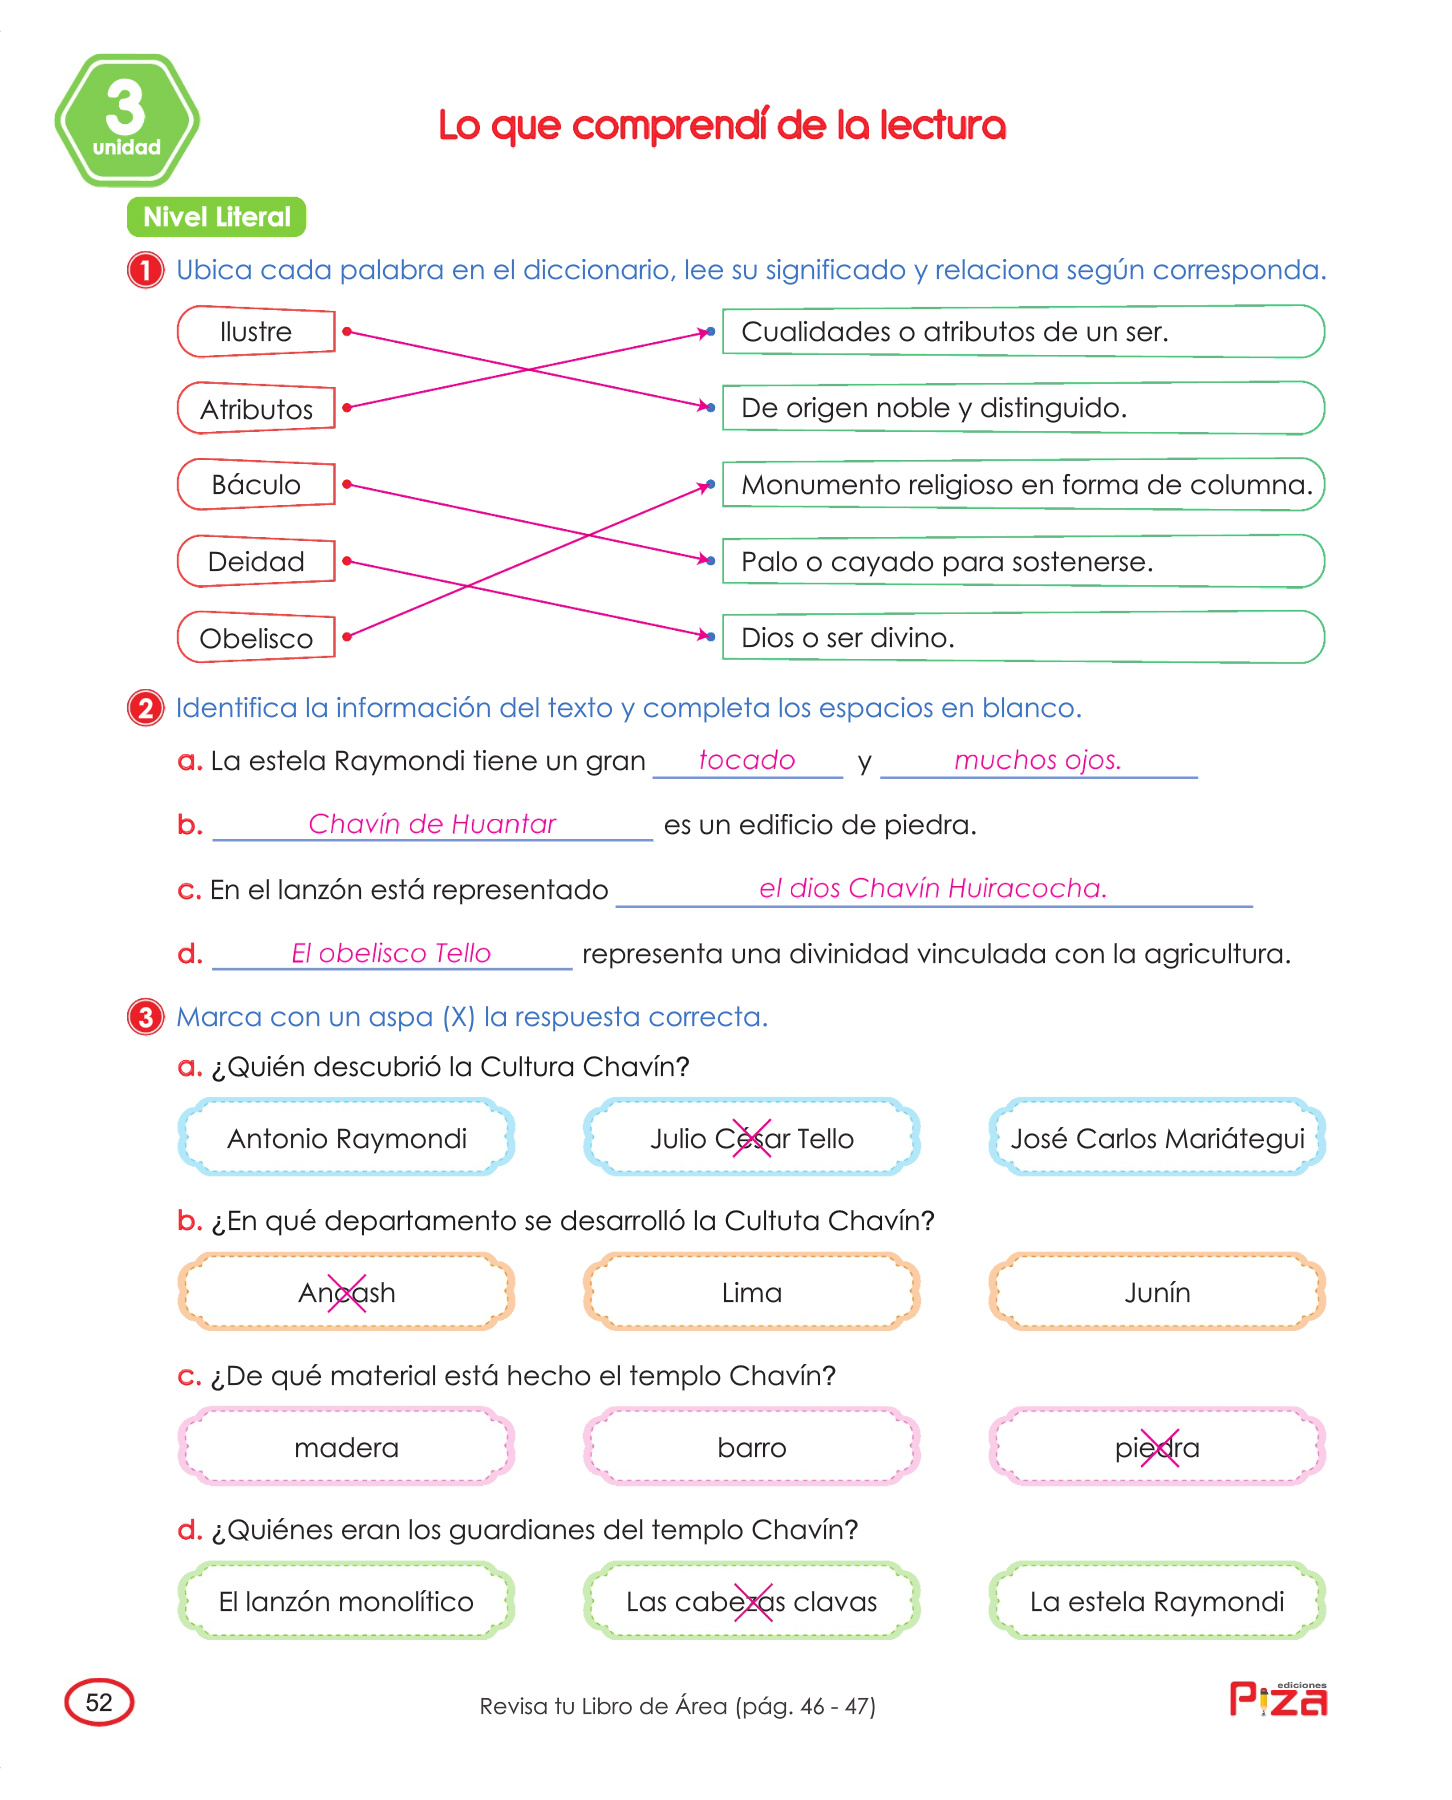 3
unidad
Lo que comprendí de la lectura
Nivel Literal
1 Ubica cada palabra en el diccionario, lee su significado y relaciona según corresponda.
Ilustre
Cualidades o atributos de un ser.
Atributos
De origen noble y distinguido.
Báculo
Monumento religioso en forma de columna.
Deidad
Palo o cayado para sostenerse.
Obelisco
Dios o ser divino.
2 Identifica la información del texto y completa los espacios en blanco.
a. La estela Raymondi tiene un gran tocado y muchos ojos.
b. Chavín de Huantar es un edificio de piedra.
c. En el lanzón está representado el dios Chavín Huiracocha.
d. El obelisco Tello representa una divinidad vinculada con la agricultura.
3 Marca con un aspa (X) la respuesta correcta.
a. ¿Quién descubrió la Cultura Chavín?
Antonio Raymondi
Julio César Tello
José Carlos Mariátegui
b. ¿En qué departamento se desarrolló la Cultuta Chavín?
Ancash
Lima
Junín
c. ¿De qué material está hecho el templo Chavín?
madera
barro
piedra
d. ¿Quiénes eran los guardianes del templo Chavín?
El lanzón monolítico
Las cabezas clavas
La estela Raymondi
52
Revisa tu Libro de Área (pág. 46 - 47)
ediciones
Piza